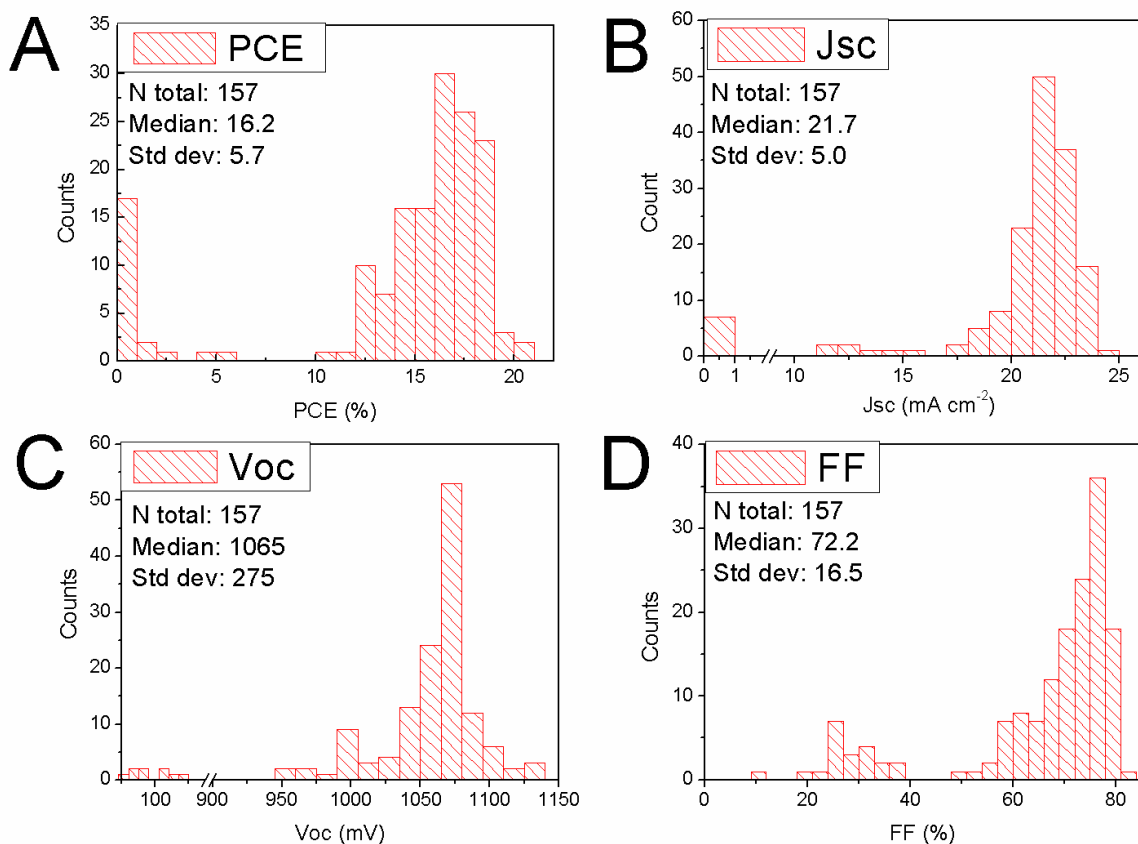 A
PCE
N total: 157
Median: 16.2
Std dev: 5.7
35
30
25
20
15
10
5
0
Counts
0 5 10 15 20
PCE (%)
B
Jsc
N total: 157
Median: 21.7
Std dev: 5.0
60
50
40
30
20
10
0
Count
0 1 10 15 20 25
Jsc (mA cm⁻²)
C
Voc
N total: 157
Median: 1065
Std dev: 275
60
50
40
30
20
10
0
Counts
100 900 950 1000 1050 1100 1150
Voc (mV)
D
FF
N total: 157
Median: 72.2
Std dev: 16.5
40
30
20
10
0
Counts
0 20 40 60 80
FF (%)